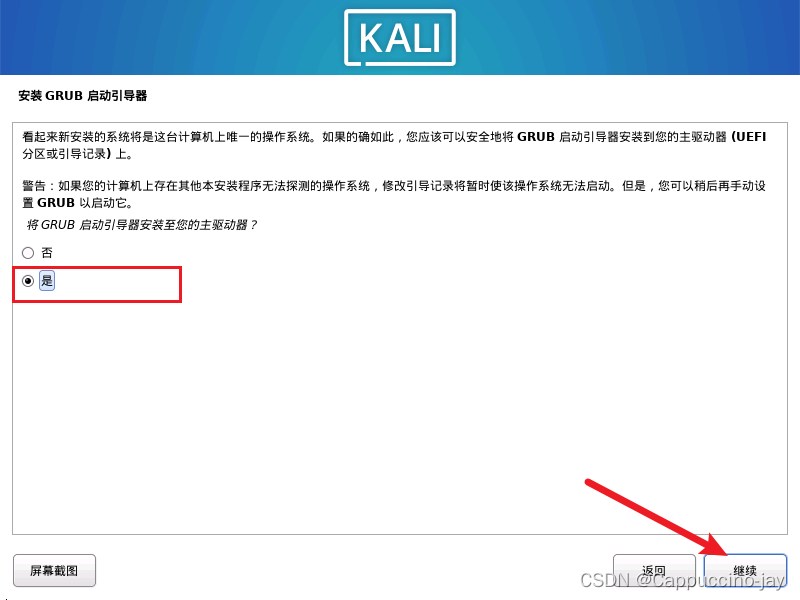 KALI
安装 GRUB 启动引导器
看起来新安装的系统将是这台计算机上唯一的操作系统。如果的确如此，您应该可以安全地将 GRUB 启动引导器安装到您的主驱动器 (UEFI
分区或引导记录) 上。
警告：如果您的计算机上存在其他本安装程序无法探测的操作系统，修改引导记录将暂时使该操作系统无法启动。但是，您可以稍后再手动设
置 GRUB 以启动它。
将 GRUB 启动引导器安装至您的主驱动器？
否
是
屏幕截图
返回
继续
CSDN @Cappuccino-jay